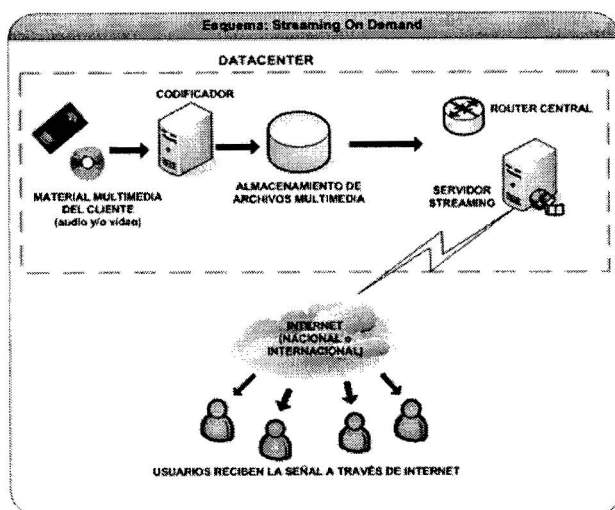 Esquema: Streaming On Demand
DATACENTER
CODIFICADOR
ROUTER CENTRAL
MATERIAL MULTIMEDIA
DEL CLIENTE
(audio y/o video)
ALMACENAMIENTO DE
ARCHIVOS MULTIMEDIA
SERVIDOR
STREAMING
INTERNET
(NACIONAL o
INTERNACIONAL)
USUARIOS RECIBEN LA SEÑAL A TRAVÉS DE INTERNET